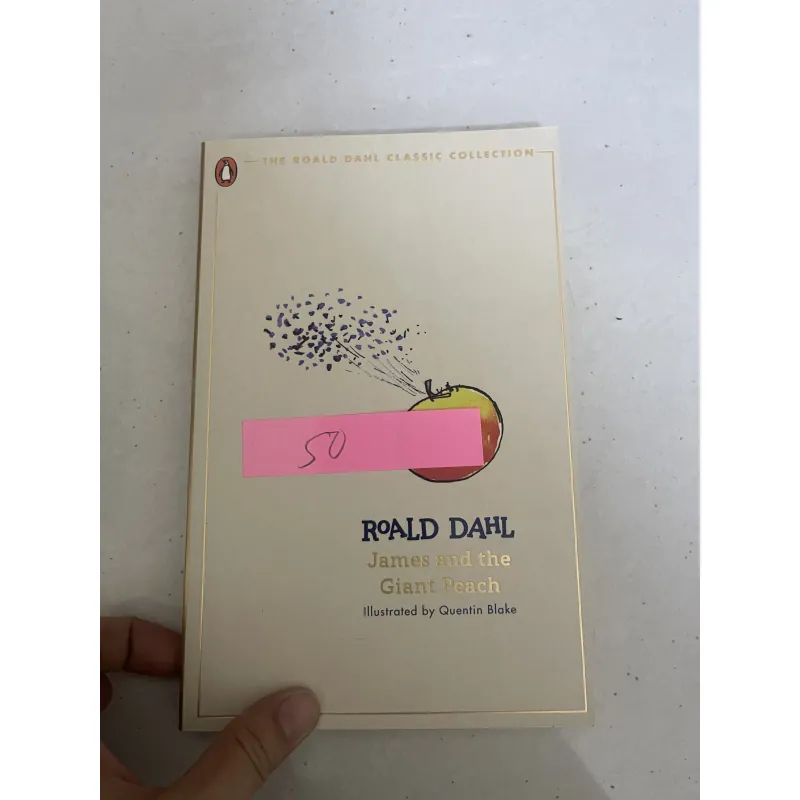 THE ROALD DAHL CLASSIC COLLECTION
50
ROALD DAHL
James and the
Giant Peach
Illustrated by Quentin Blake